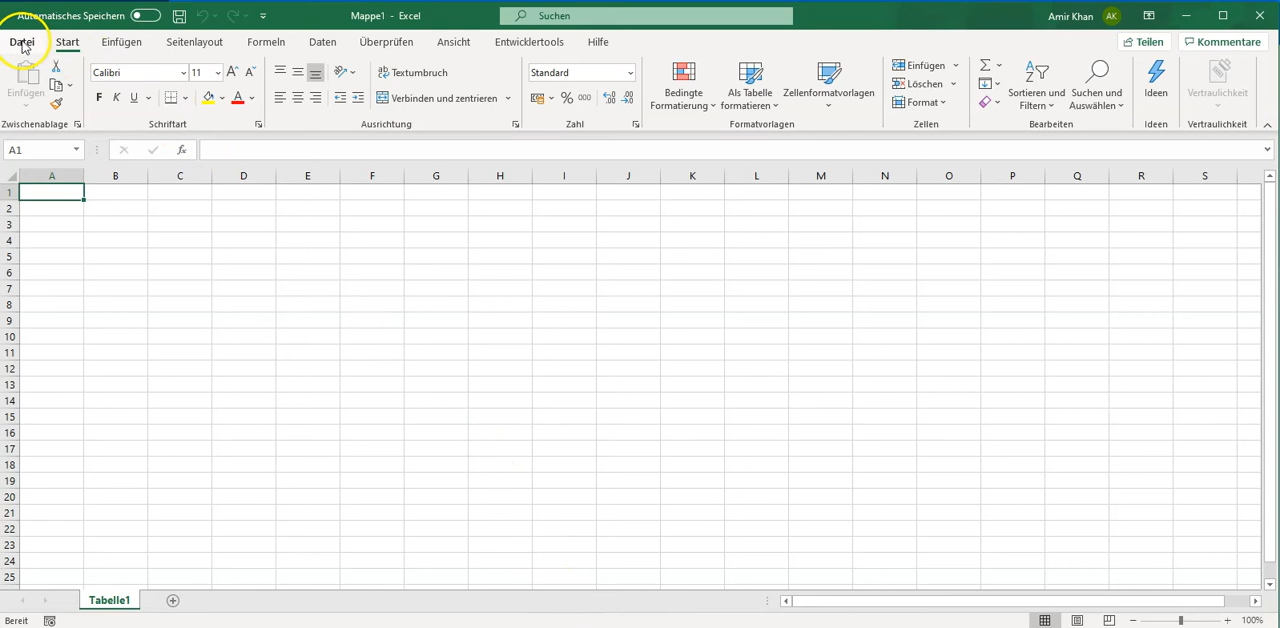 Automatisches Speichern
Mappe1 - Excel
Suchen
Amir Khan
AK
Datei Start Einfügen Seitenlayout Formeln Daten Überprüfen Ansicht Entwicklertools Hilfe
Teilen
Kommentare
Einfügen
Zwischenablage
Calibri 11
F K U
Schriftart
Textumbruch
Verbinden und zentrieren
Ausrichtung
Standard
% 000
Zahl
Bedingte
Formatierung
Als Tabelle
formatieren
Zellenformatvorlagen
Formatvorlagen
Einfügen
Löschen
Format
Zellen
Sortieren und
Filtern
Suchen und
Auswählen
Bearbeiten
Ideen
Ideen
Vertraulichkeit
Vertraulichkeit
A1
fx
A B C D E F G H I J K L M N O P Q R S
1
2
3
4
5
6
7
8
9
10
11
12
13
14
15
16
17
18
19
20
21
22
23
24
25
Tabelle1
Bereit
100%